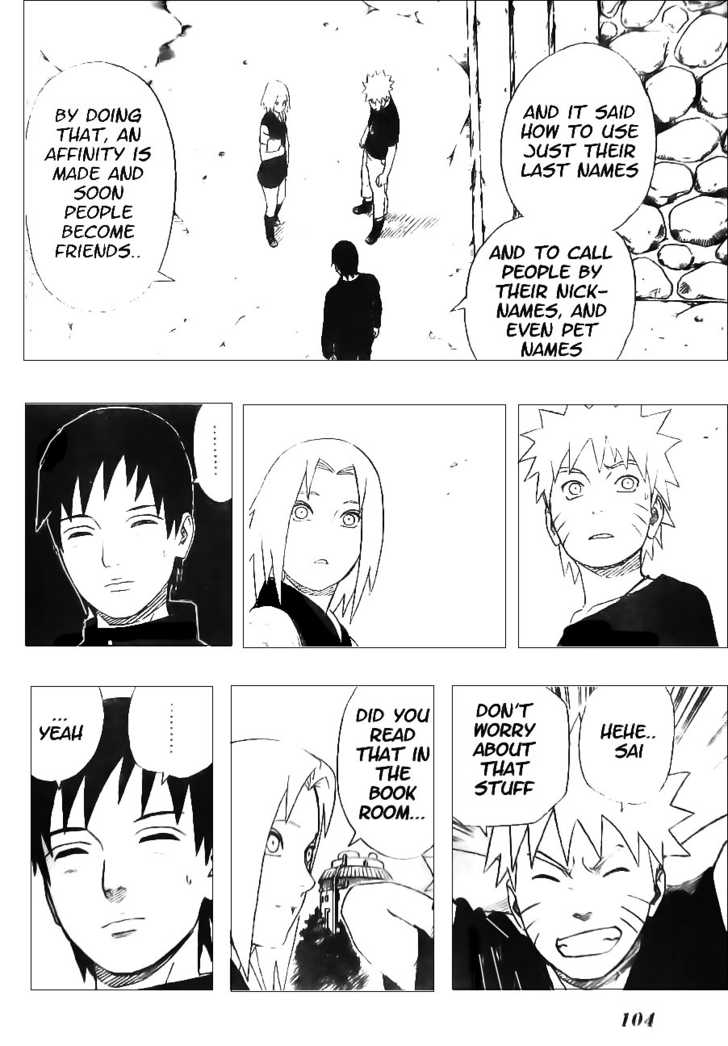 AND IT SAID
HOW TO USE
JUST THEIR
LAST NAMES
AND TO CALL
PEOPLE BY
THEIR NICK-
NAMES, AND
EVEN PET
NAMES
BY DOING
THAT, AN
AFFINITY IS
MADE AND
SOON
PEOPLE
BECOME
FRIENDS..
.........
HEHE..
SAI
DON'T
WORRY
ABOUT
THAT
STUFF
DID YOU
READ
THAT IN
THE
BOOK
ROOM...
.........
...
YEAH
104